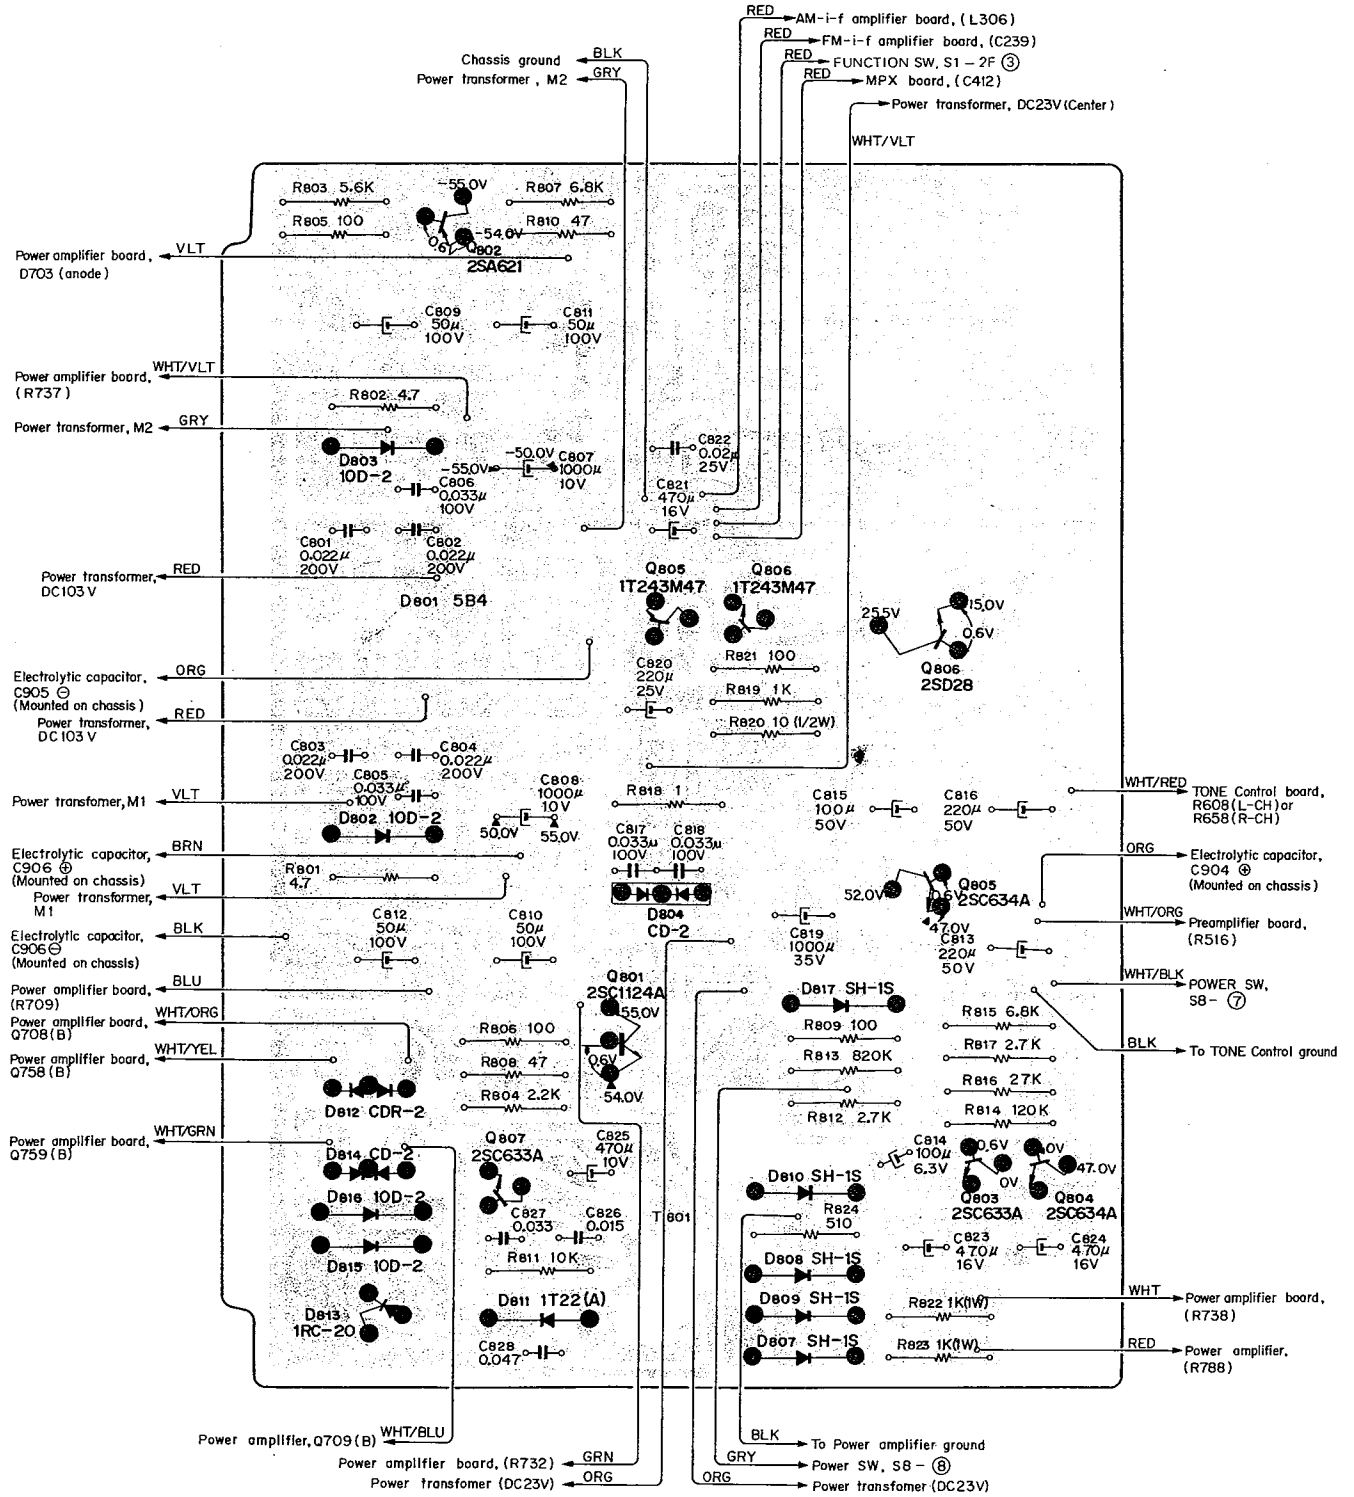 RED AM-i-f amplifier board, (L306)
RED FM-i-f amplifier board, (C239)
RED FUNCTION SW, S1-2F ③
RED MPX board, (C412)
Chassis ground BLK
Power transformer, M2 GRY
Power transformer, DC23V (Center)
WHT/VLT
R803 5.6K
-55.0V
R807 6.8K
R805 100
R810 47
-54.0V
0.6
Q802
2SA621
Power amplifier board, VLT
D703 (anode)
C809
50µ
100V
C811
50µ
100V
Power amplifier board, WHT/VLT
(R737)
R802 4.7
Power transformer, M2 GRY
D803
10D-2
-50.0V
-55.0V
C807
1000µ
10V
C806
0.033µ
100V
C822
0.02µ
25V
C821
470µ
16V
C801
0.022µ
200V
C802
0.022µ
200V
Power transformer, RED
DC103V
D801 5B4
Q805
1T243M47
Q806
1T243M47
25.5V
15.0V
0.6V
Q806
2SD28
C820
220µ
25V
R821 100
R819 1K
R820 10 (1/2W)
Electrolytic capacitor, ORG
C905 ⊖
(Mounted on chassis)
Power transformer, RED
DC103V
C803
0.022µ
200V
C804
0.022µ
200V
C805
0.033µ
100V
Power transfomer, M1 VLT
D802 10D-2
C808
1000µ
10V
50.0V
55.0V
R818 1
C817
0.033µ
100V
C818
0.033µ
100V
C815
100µ
50V
C816
220µ
50V
WHT/RED TONE Control board,
R608 (L-CH) or
R658 (R-CH)
Electrolytic capacitor, BRN
C906 ⊕
(Mounted on chassis)
R801
4.7
Power transformer, VLT
M1
D804
CD-2
52.0V
0.6V
47.0V
Q805
2SC634A
ORG Electrolytic capacitor,
C904 ⊕
(Mounted on chassis)
WHT/ORG Preamplifier board,
(R516)
C812
50µ
100V
C810
50µ
100V
C819
1000µ
35V
C813
220µ
50V
Electrolytic capacitor, BLK
C906 ⊖
(Mounted on chassis)
Power amplifier board, BLU
(R709)
Q801
2SC1124A
55.0V
0.6V
54.0V
D817 SH-1S
WHT/BLK POWER SW,
S8- ⑦
Power amplifier board, WHT/ORG
Q708 (B)
Power amplifier board, WHT/YEL
Q758 (B)
R806 100
R808 47
R804 2.2K
R809 100
R813 820K
R812 2.7K
R815 6.8K
R817 2.7K
R816 27K
R814 120K
BLK To TONE Control ground
D812 CDR-2
Power amplifier board, WHT/GRN
Q759 (B)
D814 CD-2
D816 10D-2
D815 10D-2
D813
1RC-20
Q807
2SC633A
C825
470µ
10V
C827
0.033
C826
0.015
R811 10K
D811 1T22(A)
C828
0.047
T801
D810 SH-1S
R824
510
D808 SH-1S
D809 SH-1S
D807 SH-1S
C814
100µ
6.3V
0.6V
0V
Q803
2SC633A
0V
47.0V
Q804
2SC634A
C823
470µ
16V
C824
470µ
16V
R822 1K(1W)
R823 1K(1W)
WHT Power amplifier board,
(R738)
RED Power amplifier,
(R788)
Power amplifier, Q709 (B) WHT/BLU
Power amplifier board, (R732) GRN
Power transfomer (DC23V) ORG
BLK To Power amplifier ground
GRY Power SW, S8- ⑧
ORG Power transfomer (DC23V)